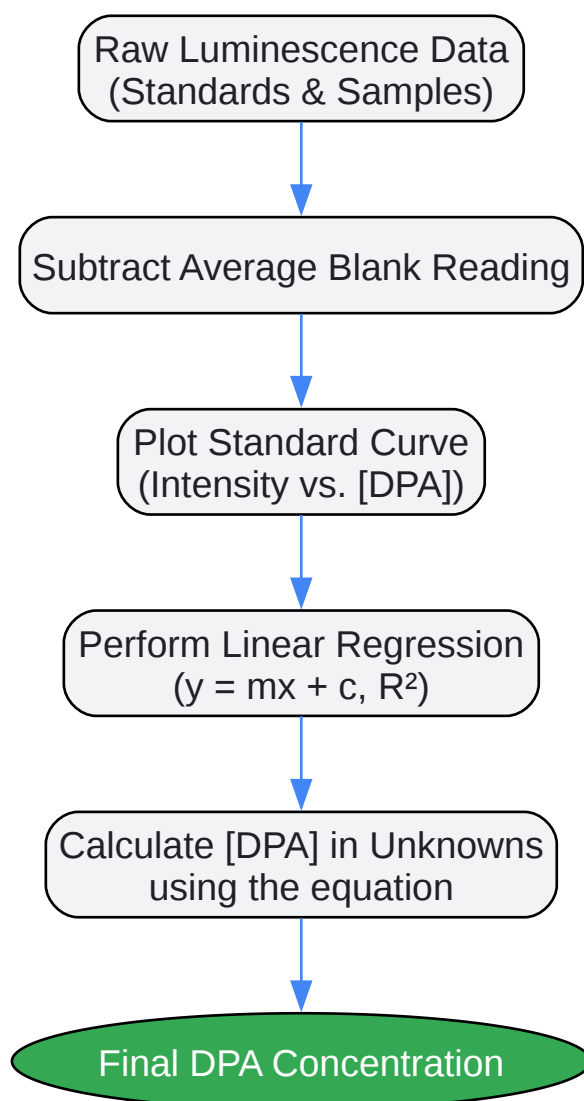 Raw Luminescence Data
(Standards & Samples)
Subtract Average Blank Reading
Plot Standard Curve
(Intensity vs. [DPA])
Perform Linear Regression
(y = mx + c, R²)
Calculate [DPA] in Unknowns
using the equation
Final DPA Concentration